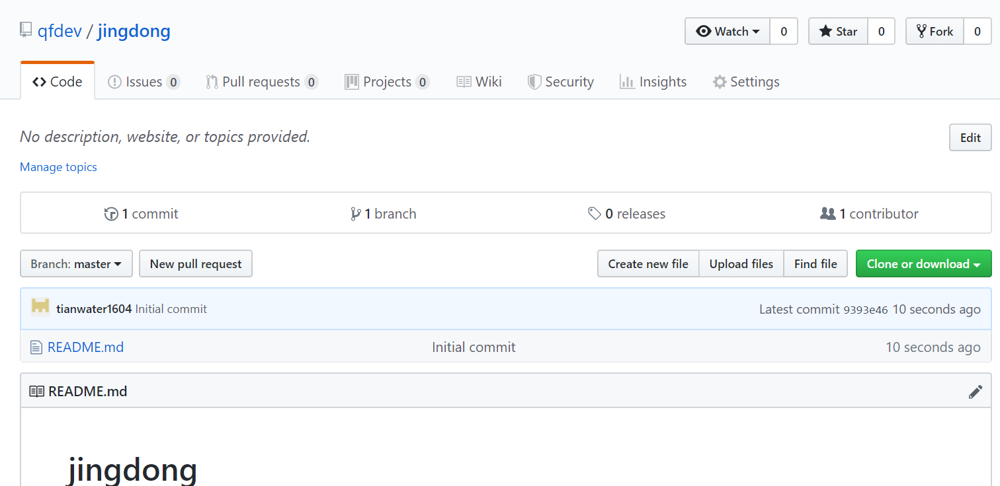 qfdev / jingdong
Watch 0 Star 0 Fork 0
Code Issues 0 Pull requests 0 Projects 0 Wiki Security Insights Settings
No description, website, or topics provided.
Edit
Manage topics
1 commit 1 branch 0 releases 1 contributor
Branch: master New pull request Create new file Upload files Find file Clone or download
tianwater1604 Initial commit Latest commit 9393e46 10 seconds ago
README.md Initial commit 10 seconds ago
README.md
jingdong